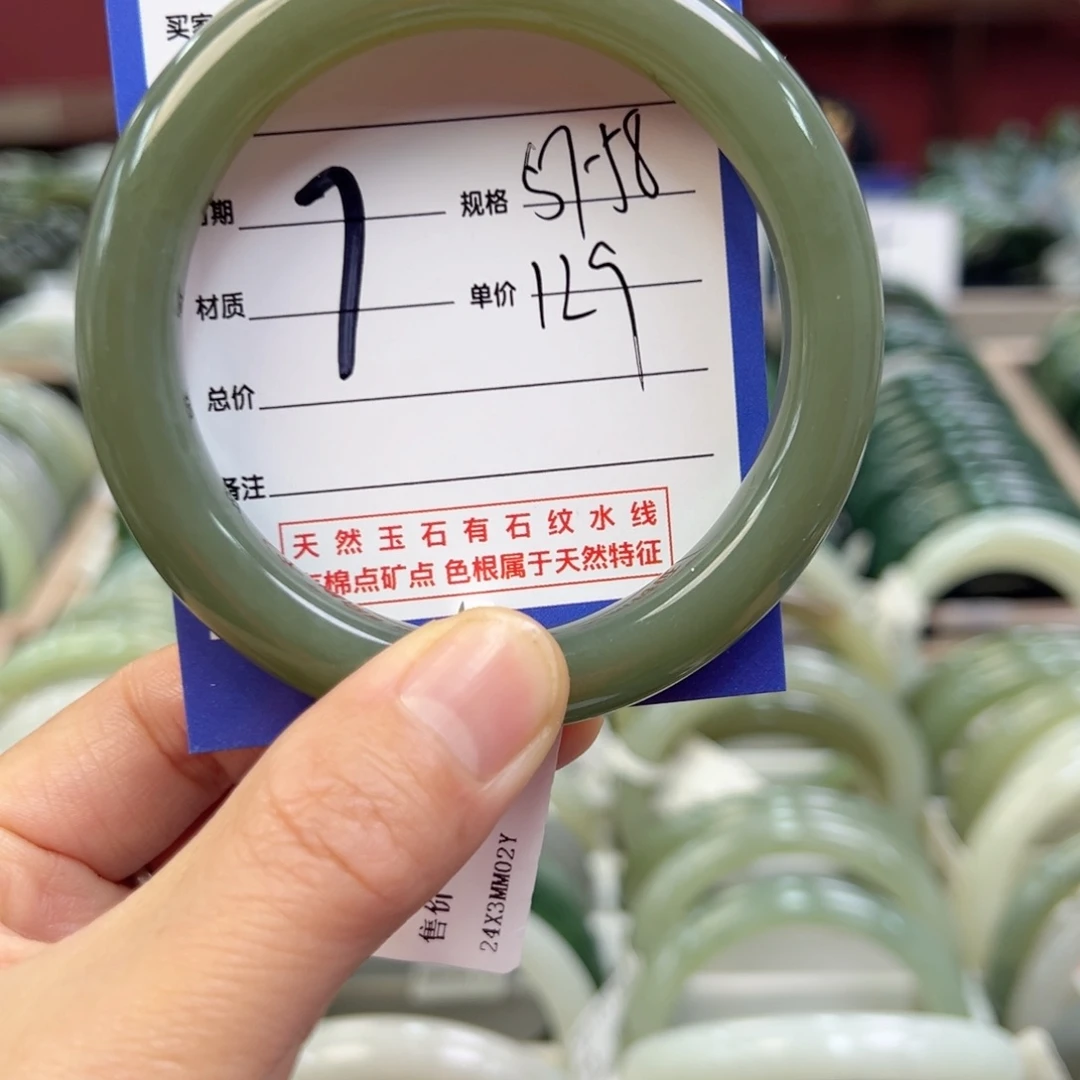 买家
期 7 规格 57-58
材质 单价 129
总价
备注
天然玉石有石纹水线
棉点矿点 色根属于天然特征
售价
24X3MM02Y